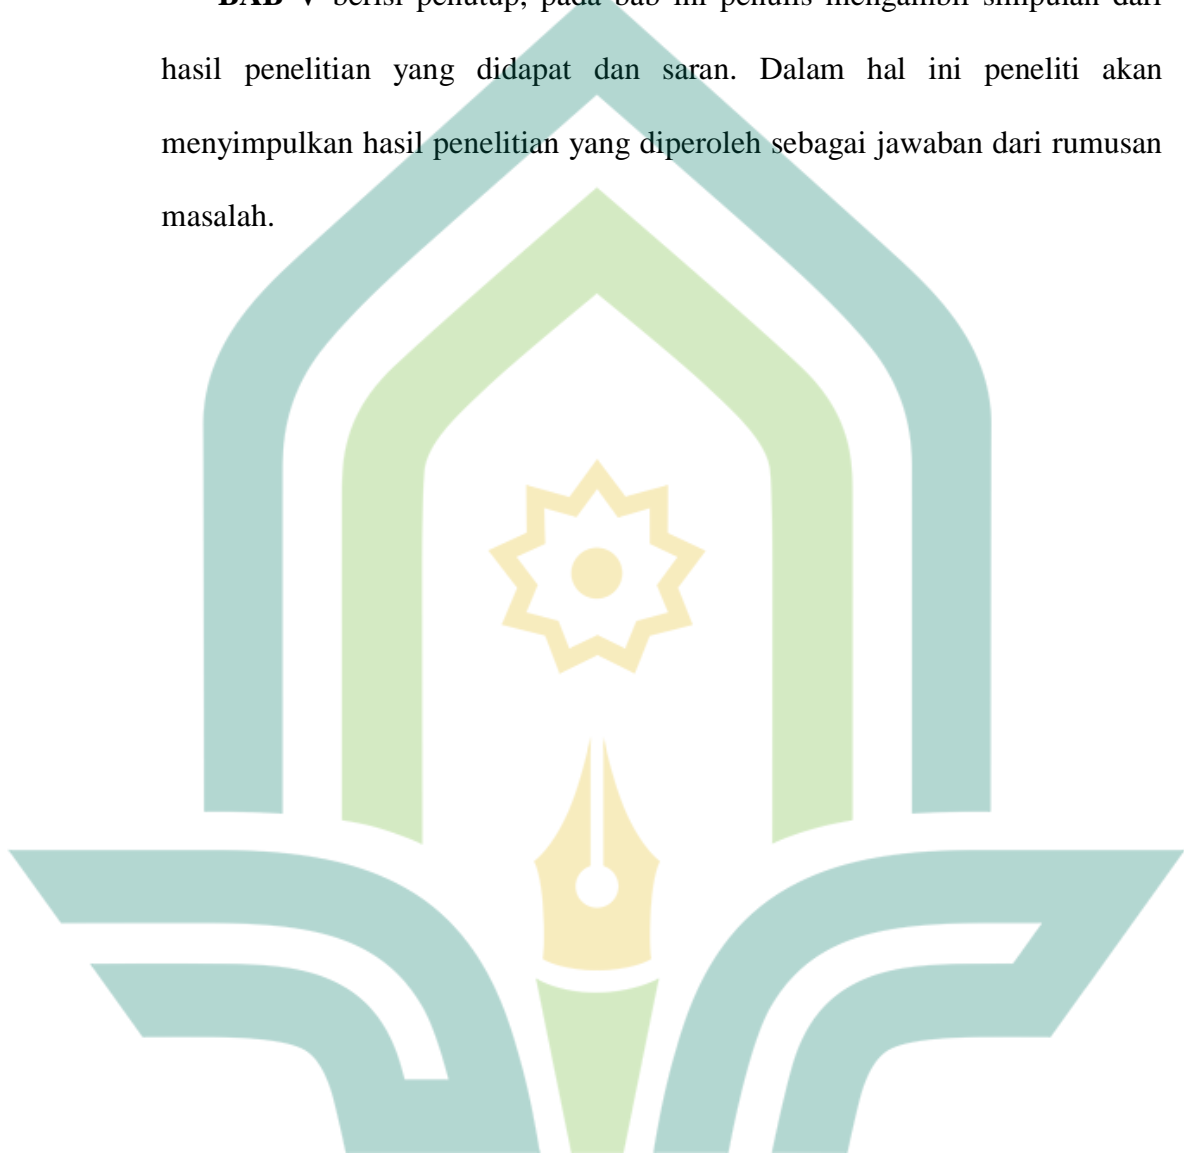 BAB V berisi penutup, pada bab ini penulis mengambil simpulan dari
hasil penelitian yang didapat dan saran. Dalam hal ini peneliti akan
menyimpulkan hasil penelitian yang diperoleh sebagai jawaban dari rumusan
masalah.